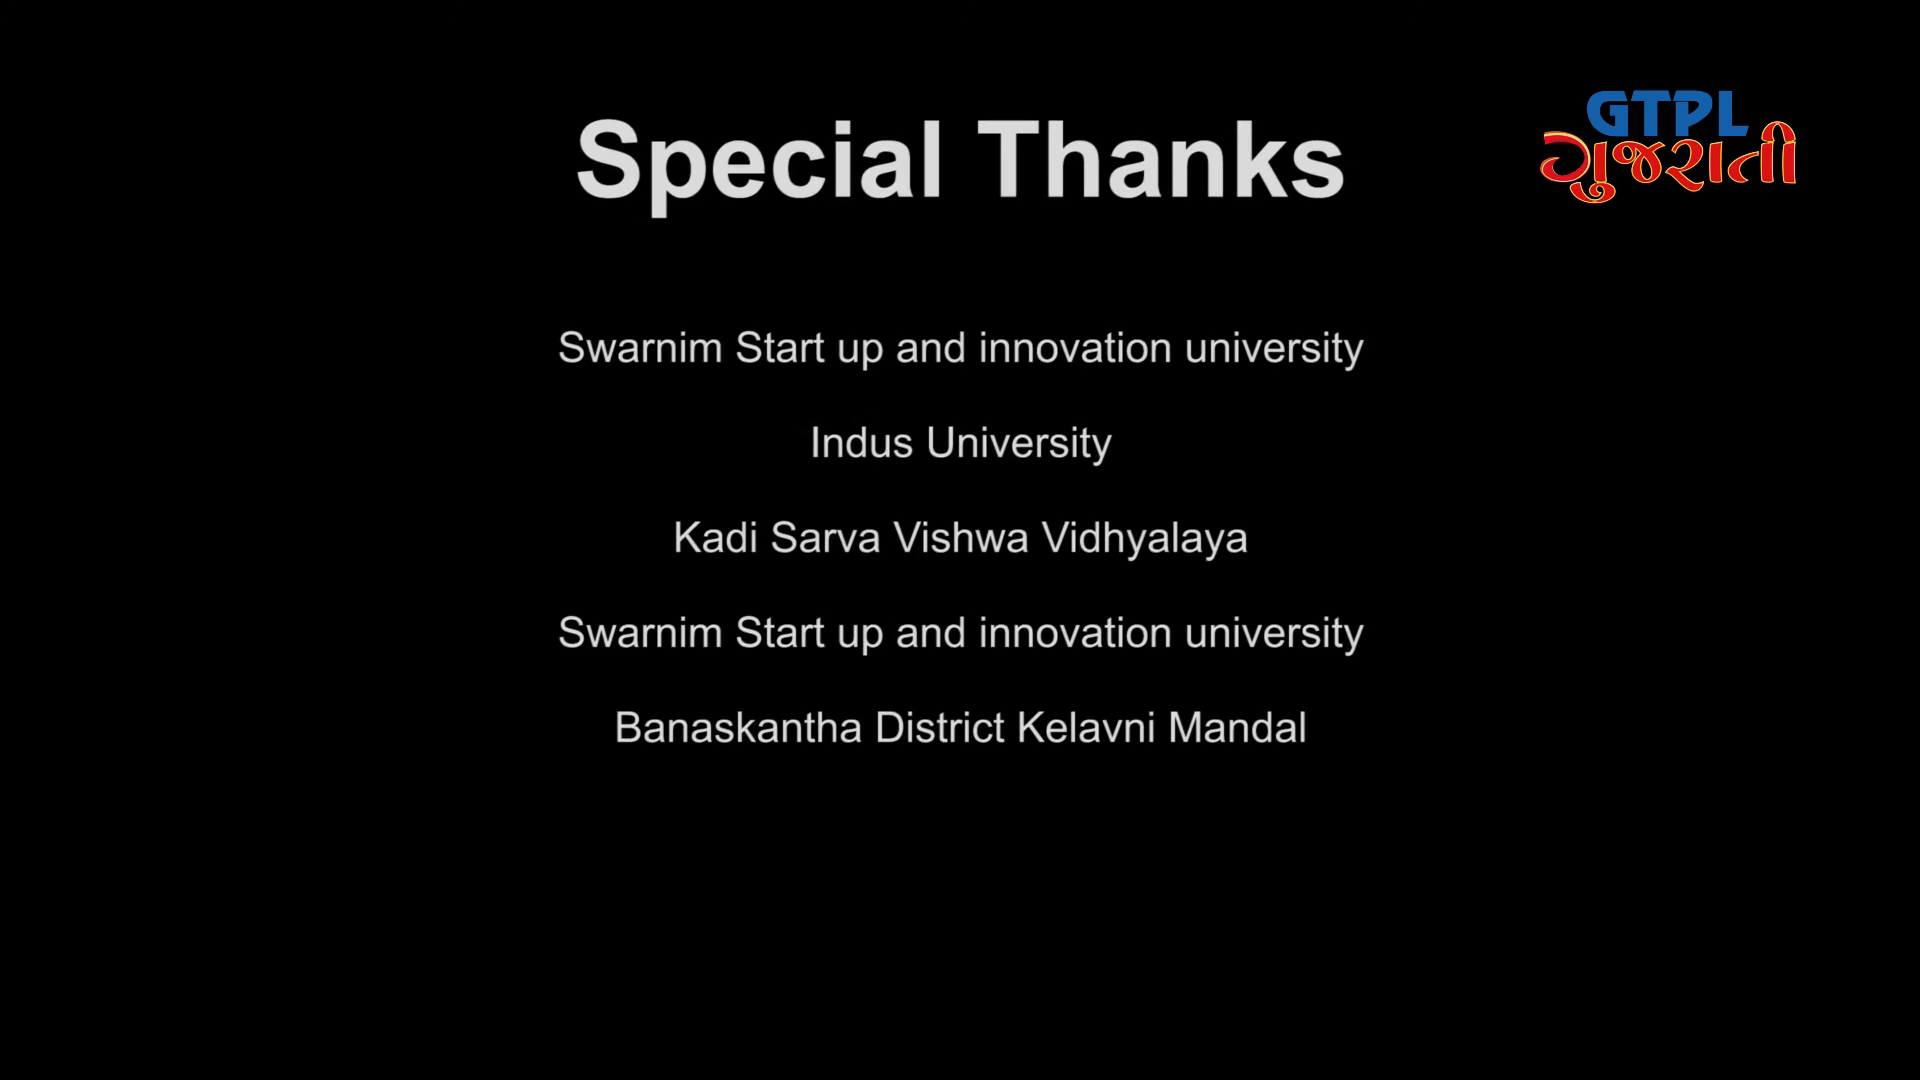 Special Thanks
GTPL
ગુજરાતી
Swarnim Start up and innovation university
Indus University
Kadi Sarva Vishwa Vidhyalaya
Swarnim Start up and innovation university
Banaskantha District Kelavni Mandal